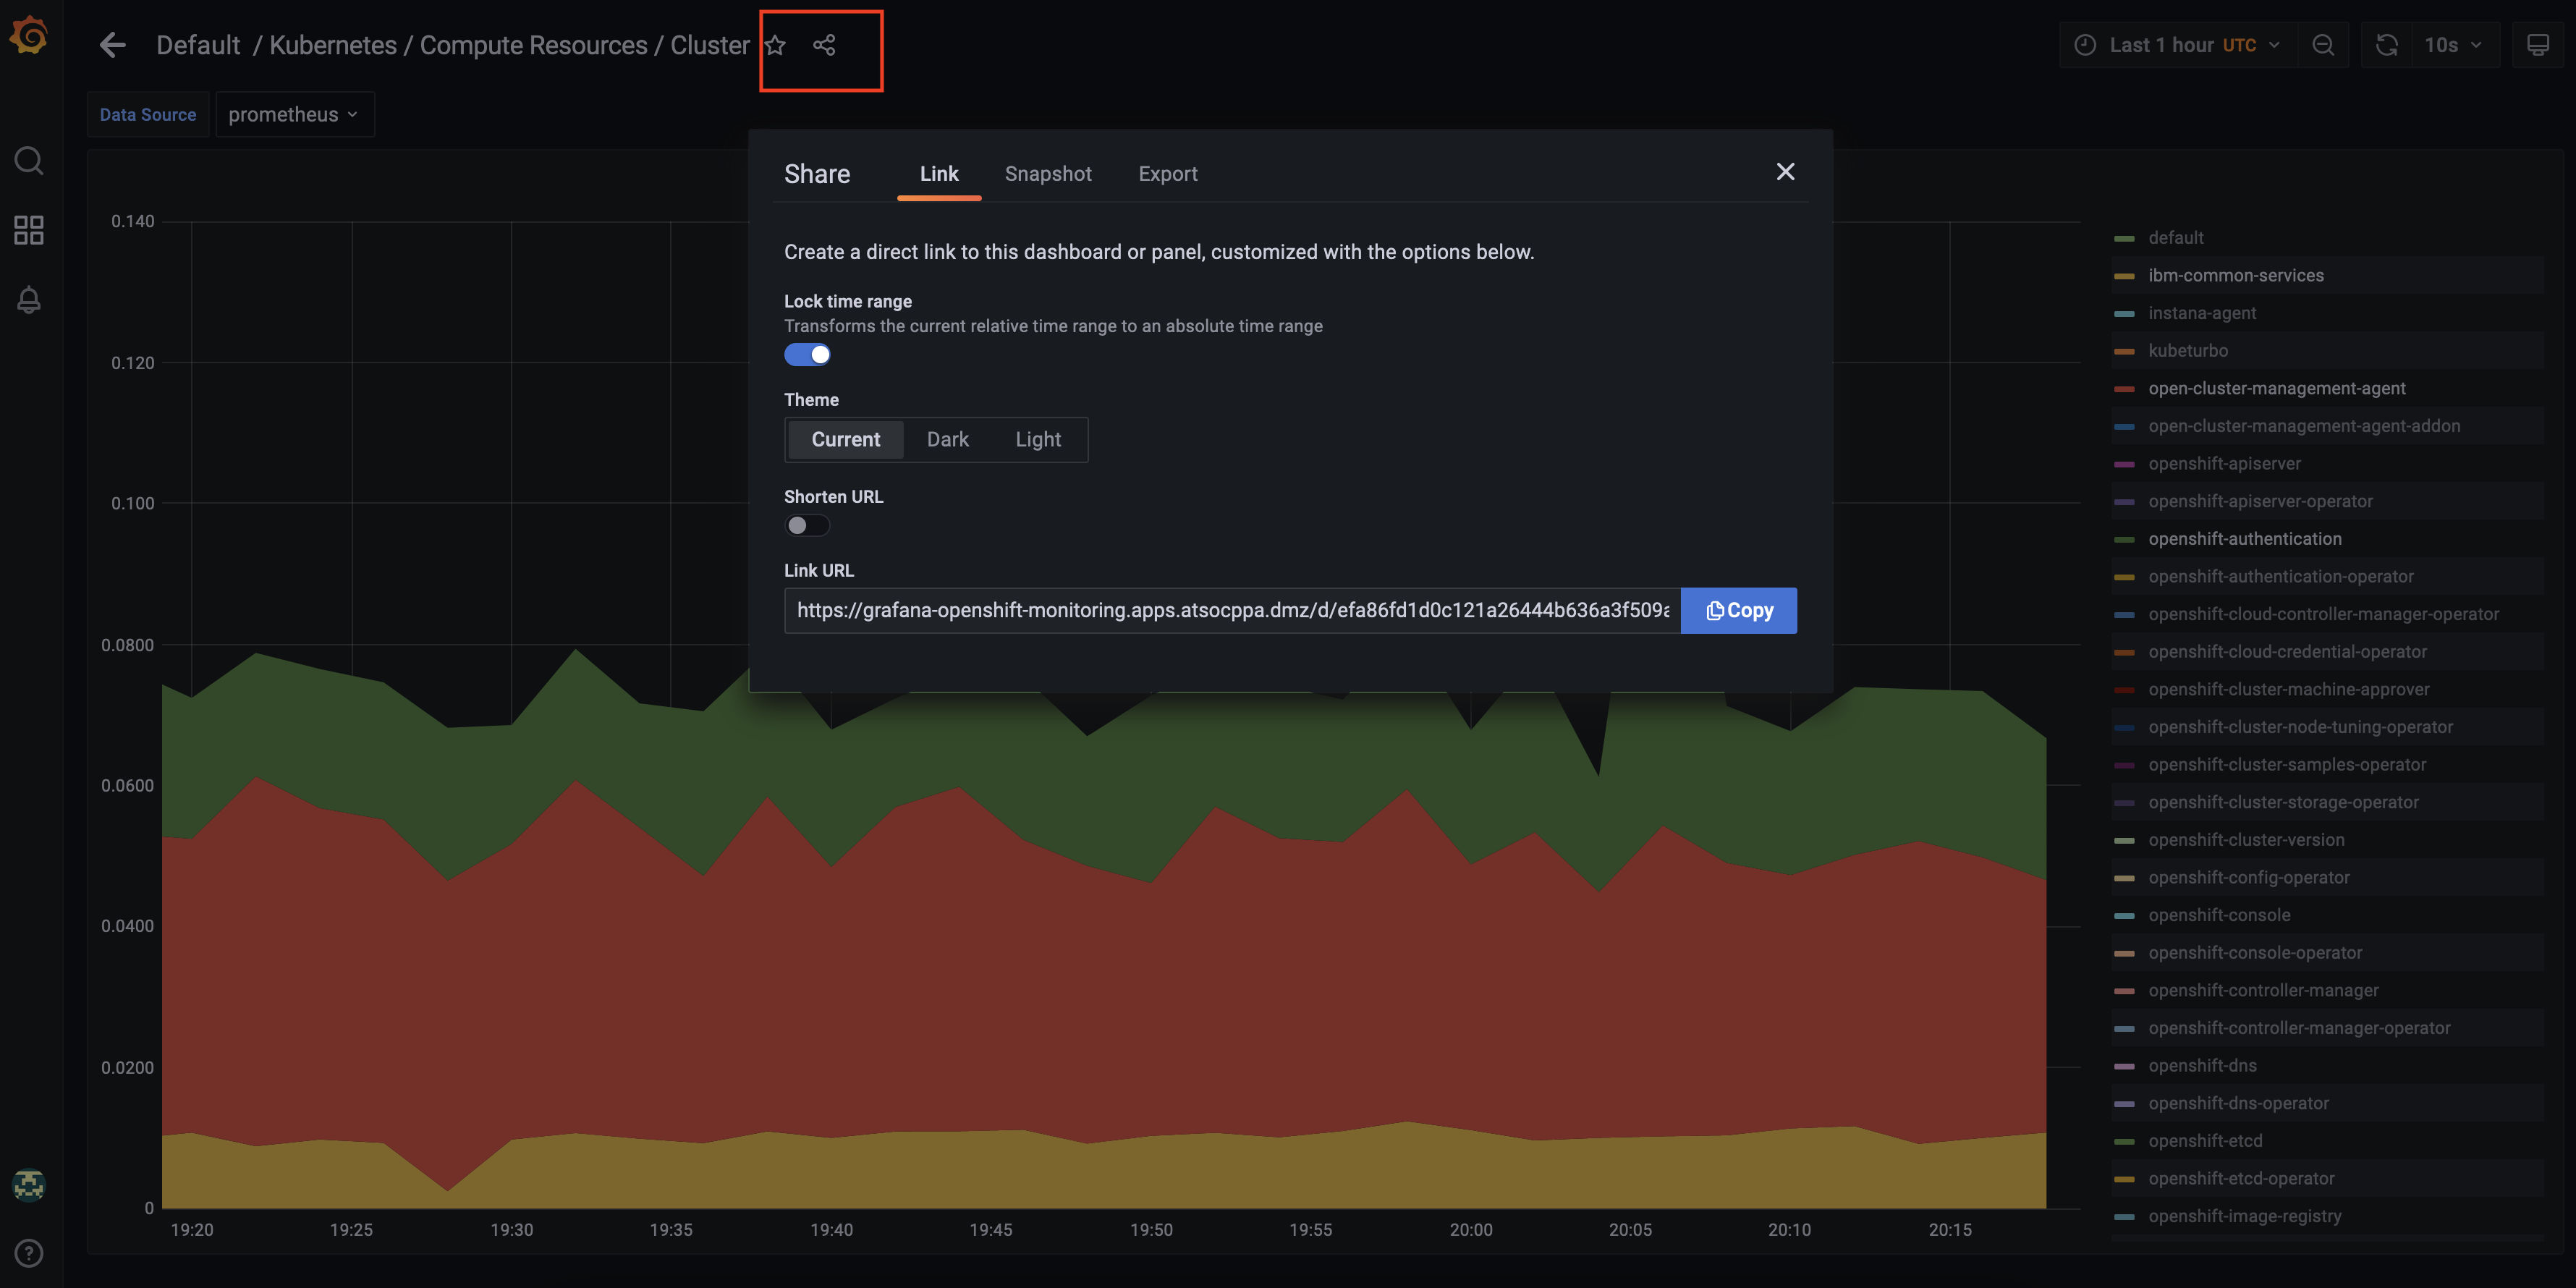 Default / Kubernetes / Compute Resources / Cluster
Last 1 hour UTC
10s
Data Source
prometheus
Share
Link
Snapshot
Export
Create a direct link to this dashboard or panel, customized with the options below.
Lock time range
Transforms the current relative time range to an absolute time range
Theme
Current
Dark
Light
Shorten URL
Link URL
https://grafana-openshift-monitoring.apps.atsocppa.dmz/d/efa86fd1d0c121a26444b636a3f509a
Copy
0.140
0.120
0.100
0.0800
0.0600
0.0400
0.0200
0
19:20
19:25
19:30
19:35
19:40
19:45
19:50
19:55
20:00
20:05
20:10
20:15
default
ibm-common-services
instana-agent
kubeturbo
open-cluster-management-agent
open-cluster-management-agent-addon
openshift-apiserver
openshift-apiserver-operator
openshift-authentication
openshift-authentication-operator
openshift-cloud-controller-manager-operator
openshift-cloud-credential-operator
openshift-cluster-machine-approver
openshift-cluster-node-tuning-operator
openshift-cluster-samples-operator
openshift-cluster-storage-operator
openshift-cluster-version
openshift-config-operator
openshift-console
openshift-console-operator
openshift-controller-manager
openshift-controller-manager-operator
openshift-dns
openshift-dns-operator
openshift-etcd
openshift-etcd-operator
openshift-image-registry